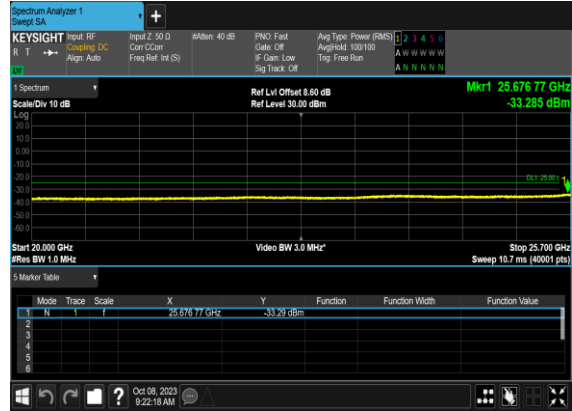 Spectrum Analyzer 1
Swept SA
+
KEYSIGHT Input: RF Input Z: 50 Ω #Atten: 40 dB PNO: Fast Avg Type: Power (RMS) 1 2 3 4 5 6
R T Coupling: DC Corr CCorr Gate: Off Avg|Hold: 100/100 A W W W W W
Align: Auto Freq Ref: Int (S) IF Gain: Low Trig: Free Run
LW Sig Track: Off A N N N N N
1 Spectrum Ref Lvl Offset 8.60 dB Mkr1 25.676 77 GHz
Scale/Div 10 dB Ref Level 30.00 dBm -33.285 dBm
Log
20.0
10.0
0.00
-10.0
-20.0 DL1 -25.00 1
-30.0
-40.0
-50.0
-60.0
Start 20.000 GHz Video BW 3.0 MHz* Stop 25.700 GHz
#Res BW 1.0 MHz Sweep 10.7 ms (40001 pts)
5 Marker Table
Mode Trace Scale X Y Function Function Width Function Value
1 N 1 f 25.676 77 GHz -33.29 dBm
2
3
4
5
6
? Oct 08, 2023
9:22:18 AM